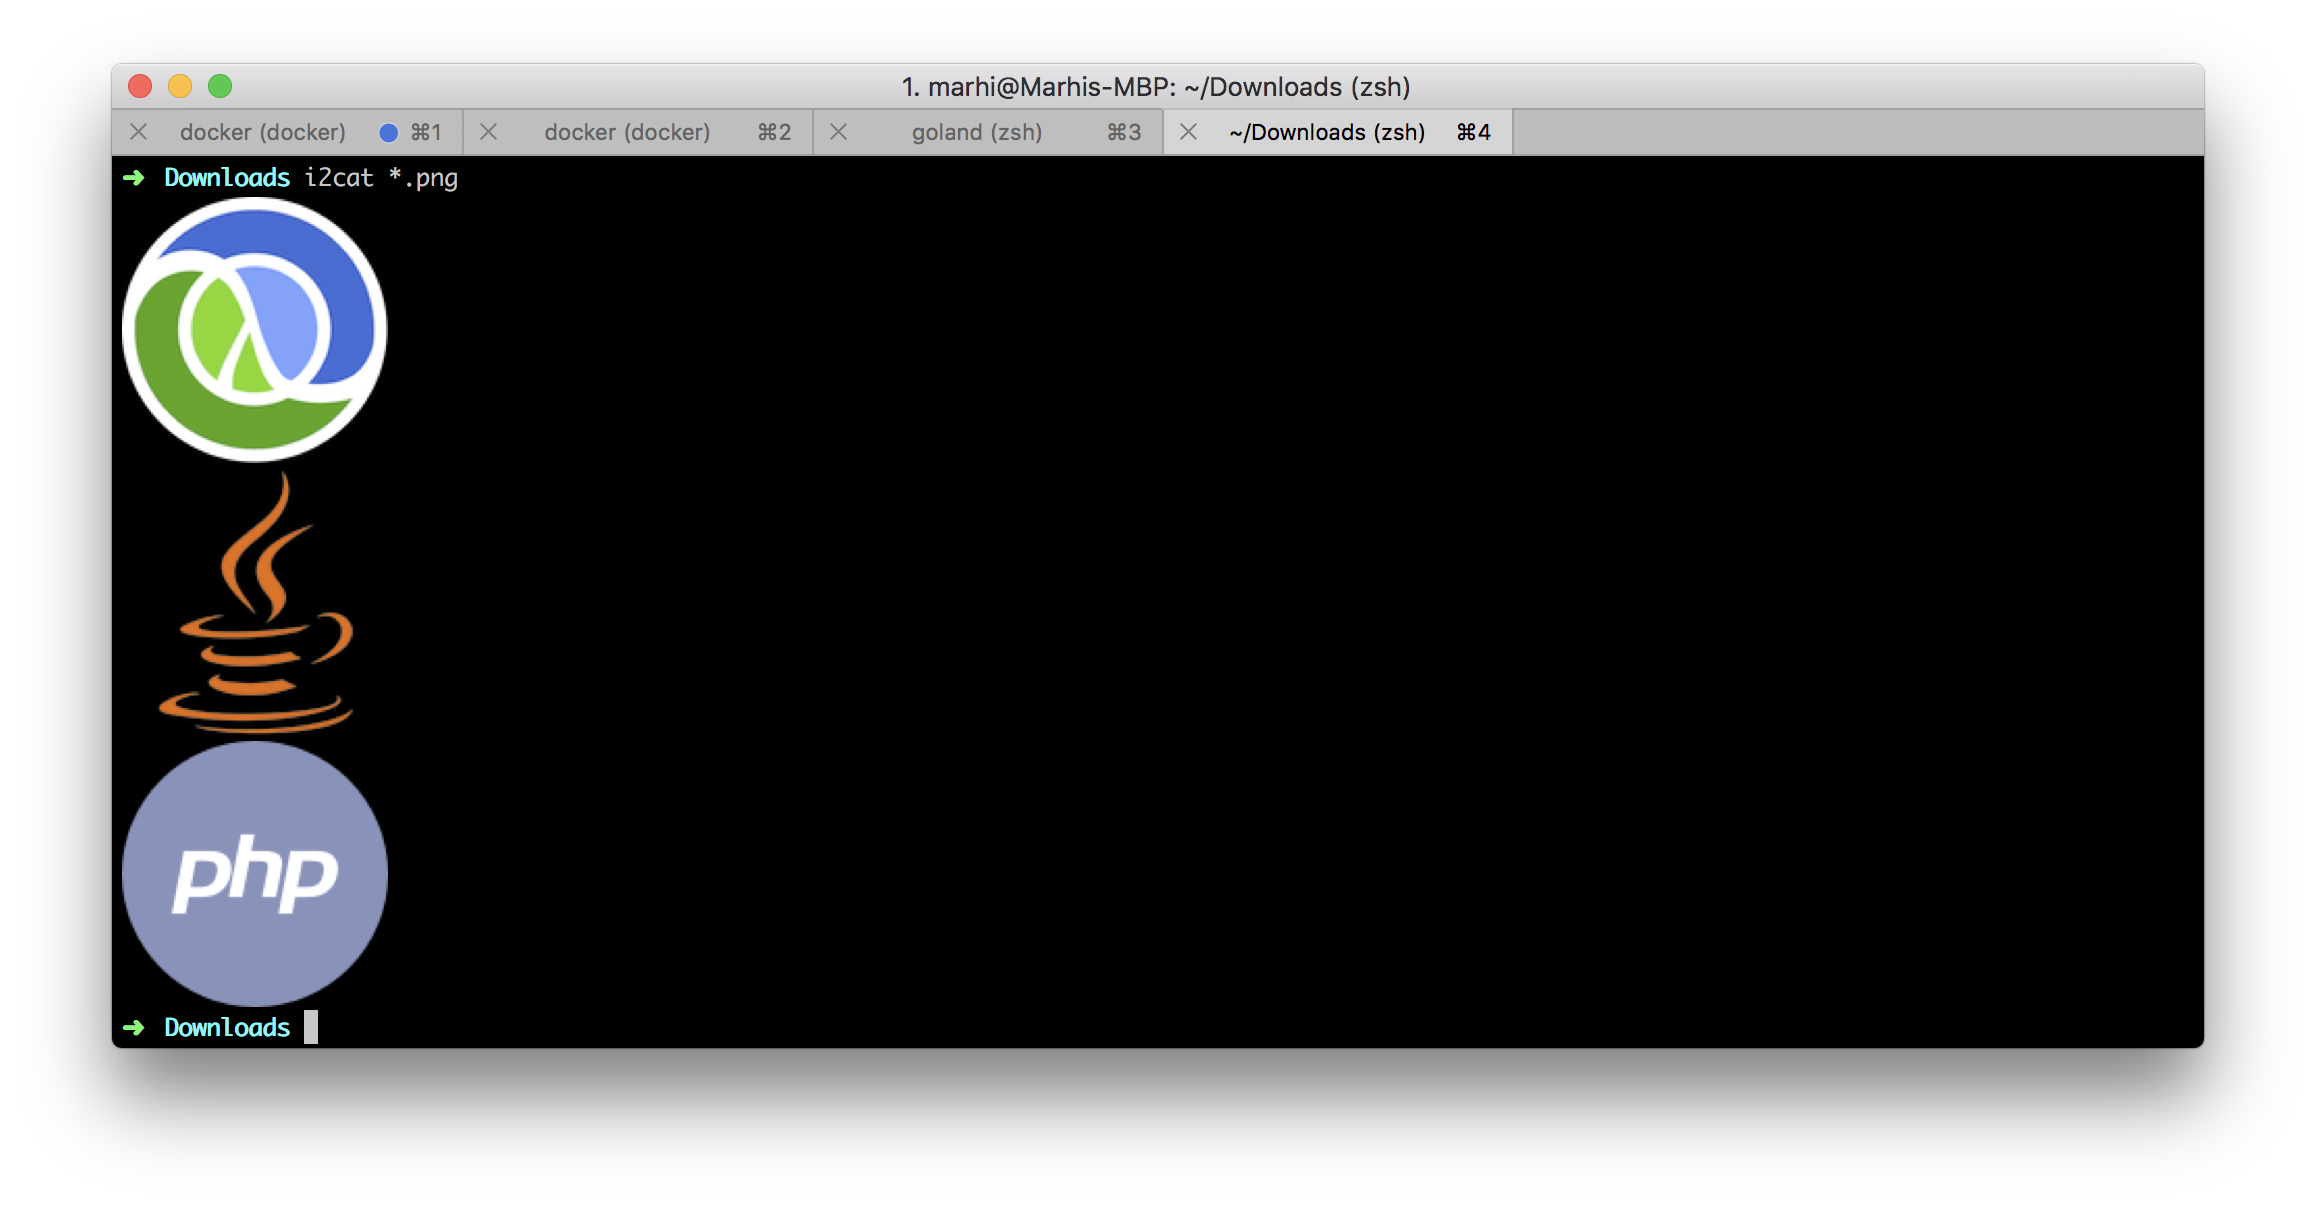 1. marhi@Marhis-MBP: ~/Downloads (zsh)
docker (docker) ⌘1 docker (docker) ⌘2 goland (zsh) ⌘3 ~/Downloads (zsh) ⌘4
➜ Downloads i2cat *.png
php
➜ Downloads